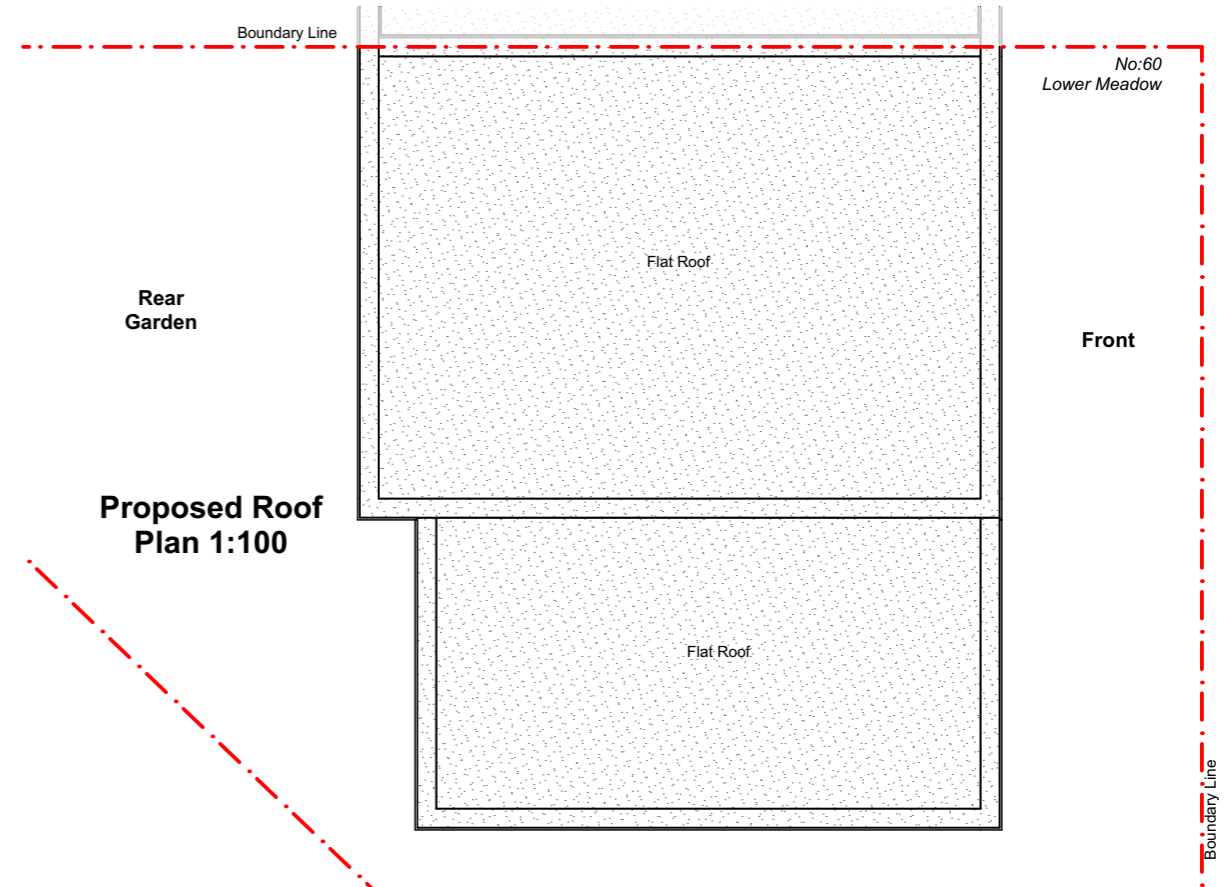 Boundary Line
No:60
Lower Meadow
Flat Roof
Rear
Garden
Front
Proposed Roof
Plan 1:100
Flat Roof
Boundary Line